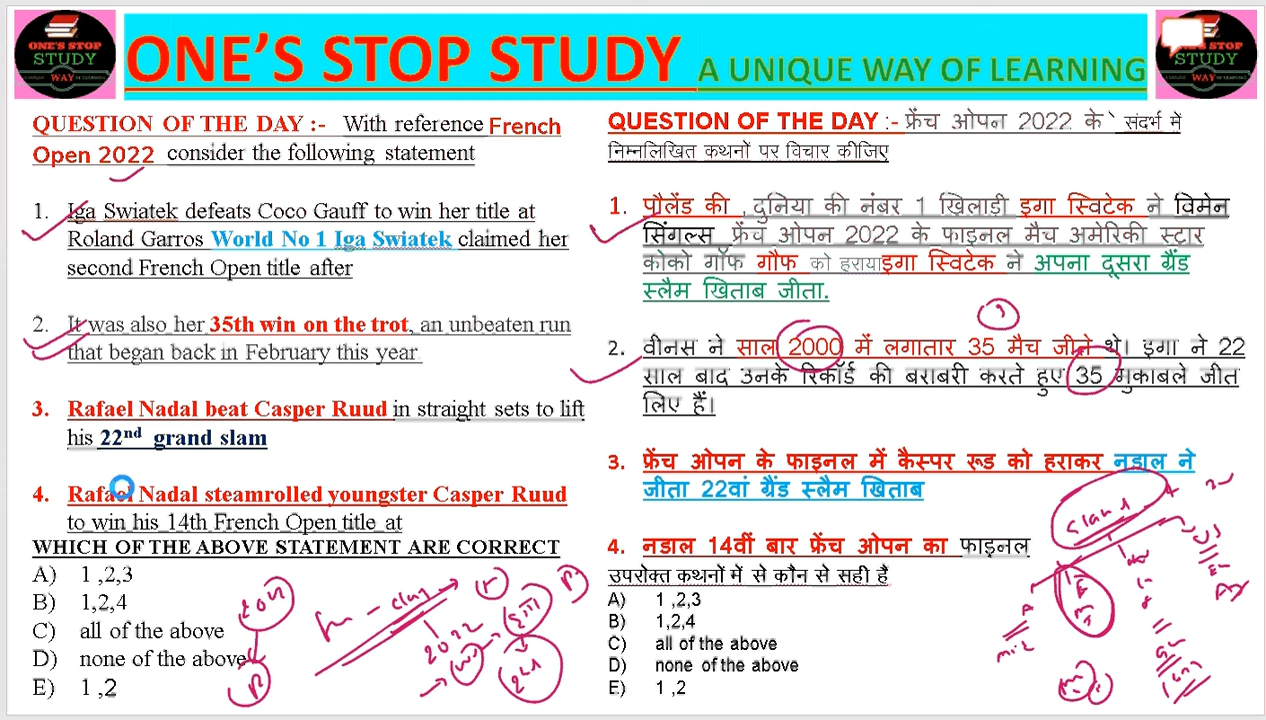 ONE'S STOP STUDY A UNIQUE WAY OF LEARNING
ONE'S STOP
STUDY
WAY OF LEARNING
QUESTION OF THE DAY :- With reference French
Open 2022 consider the following statement
1. Iga Swiatek defeats Coco Gauff to win her title at
Roland Garros World No 1 Iga Swiatek claimed her
second French Open title after
2. It was also her 35th win on the trot, an unbeaten run
that began back in February this year
3. Rafael Nadal beat Casper Ruud in straight sets to lift
his 22nd grand slam
4. Rafael Nadal steamrolled youngster Casper Ruud
to win his 14th French Open title at
WHICH OF THE ABOVE STATEMENT ARE CORRECT
A) 1 ,2,3
B) 1,2,4
C) all of the above
D) none of the above
E) 1 ,2
2022
QUESTION OF THE DAY :- फ्रेंच ओपन 2022 के` संदर्भ में
निम्नलिखित कथनों पर विचार कीजिए
1. पौलेंड की , दुनिया की नंबर 1 खिलाड़ी इगा स्विटेक ने विमेन
सिंगल्स फ्रेंच ओपन 2022 के फाइनल मैच अमेरिकी स्टार
कोको गॉफ गौफ को हरायाइगा स्विटेक ने अपना दूसरा ग्रैंड
स्लैम खिताब जीता.
2. वीनस ने साल 2000 में लगातार 35 मैच जीते थे। इगा ने 22
साल बाद उनके रिकॉर्ड की बराबरी करते हुए 35 मुकाबले जीत
लिए हैं।
3. फ्रेंच ओपन के फाइनल में कैस्पर रूड को हराकर नडाल ने
जीता 22वां ग्रैंड स्लैम खिताब
4. नडाल 14वीं बार फ्रेंच ओपन का फाइनल
उपरोक्त कथनों में से कौन से सही हैं
A) 1 ,2,3
B) 1,2,4
C) all of the above
D) none of the above
E) 1 ,2